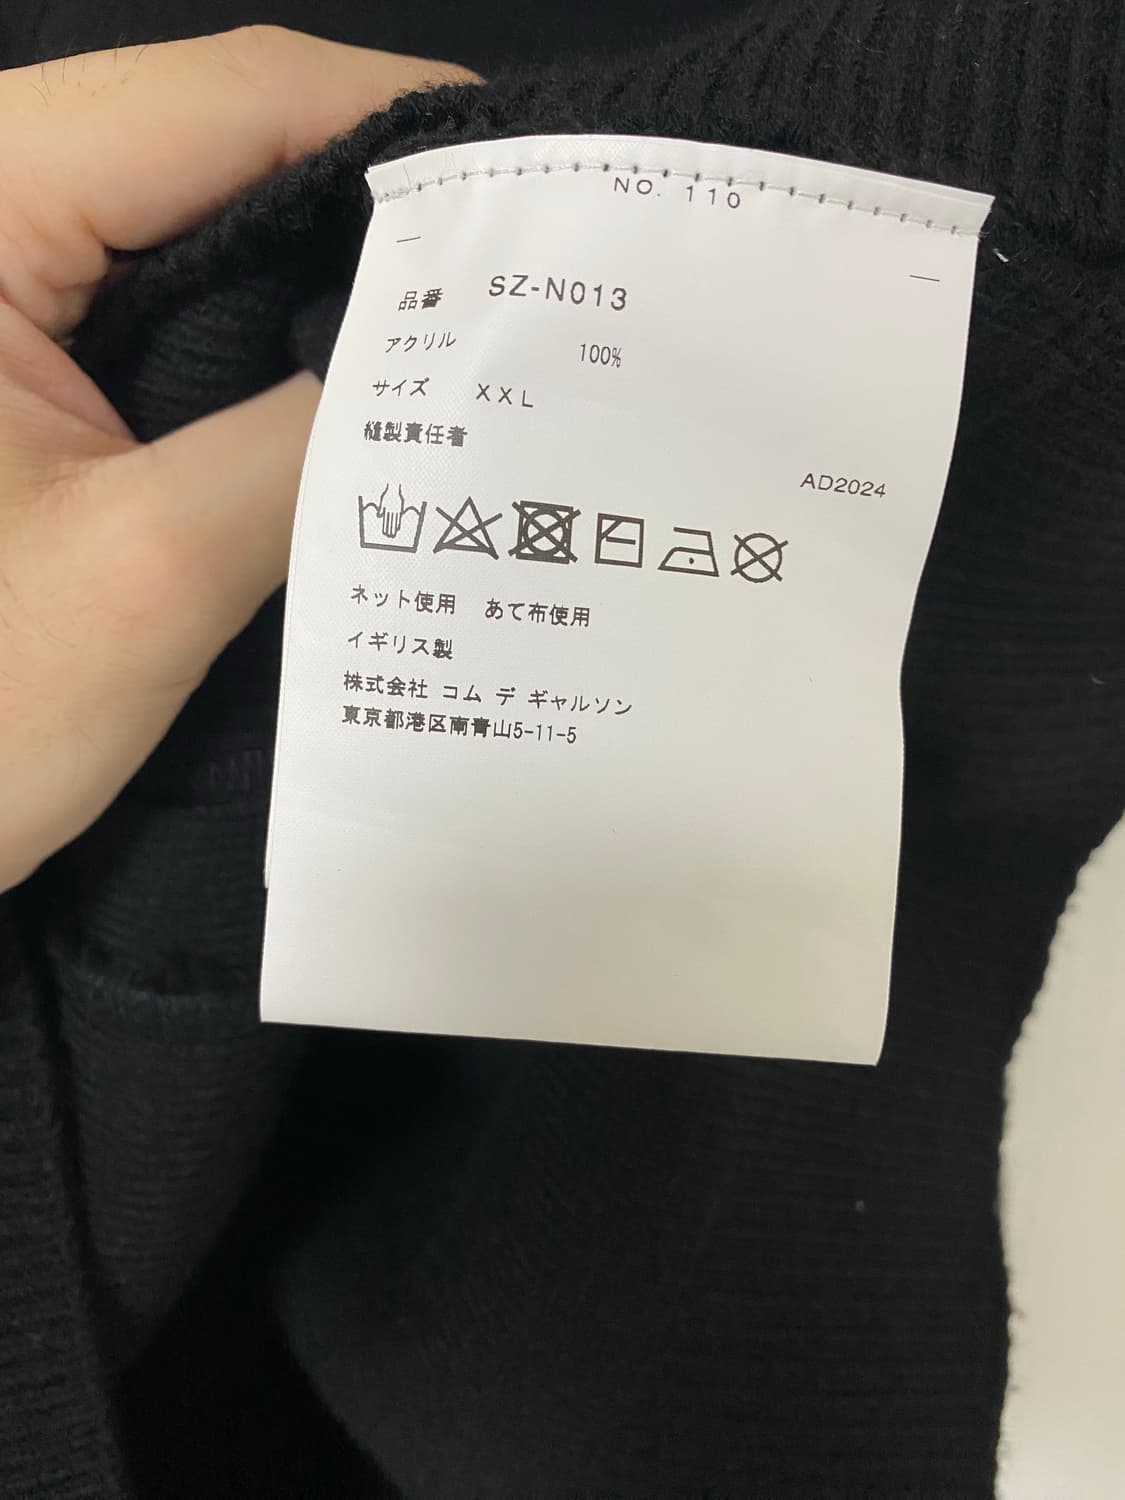 NO. 110
品番 SZ-N013
アクリル 100%
サイズ XXL
縫製責任者
AD2024
ネット使用 あて布使用
イギリス製
株式会社 コム デ ギャルソン
東京都港区南青山5-11-5